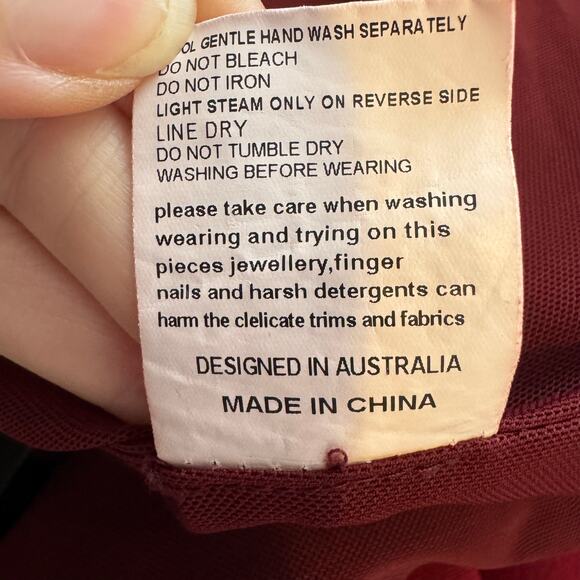 OL GENTLE HAND WASH SEPARATELY
DO NOT BLEACH
DO NOT IRON
LIGHT STEAM ONLY ON REVERSE SIDE
LINE DRY
DO NOT TUMBLE DRY
WASHING BEFORE WEARING
please take care when washing
wearing and trying on this
pieces jewellery,finger
nails and harsh detergents can
harm the clelicate trims and fabrics
DESIGNED IN AUSTRALIA
MADE IN CHINA